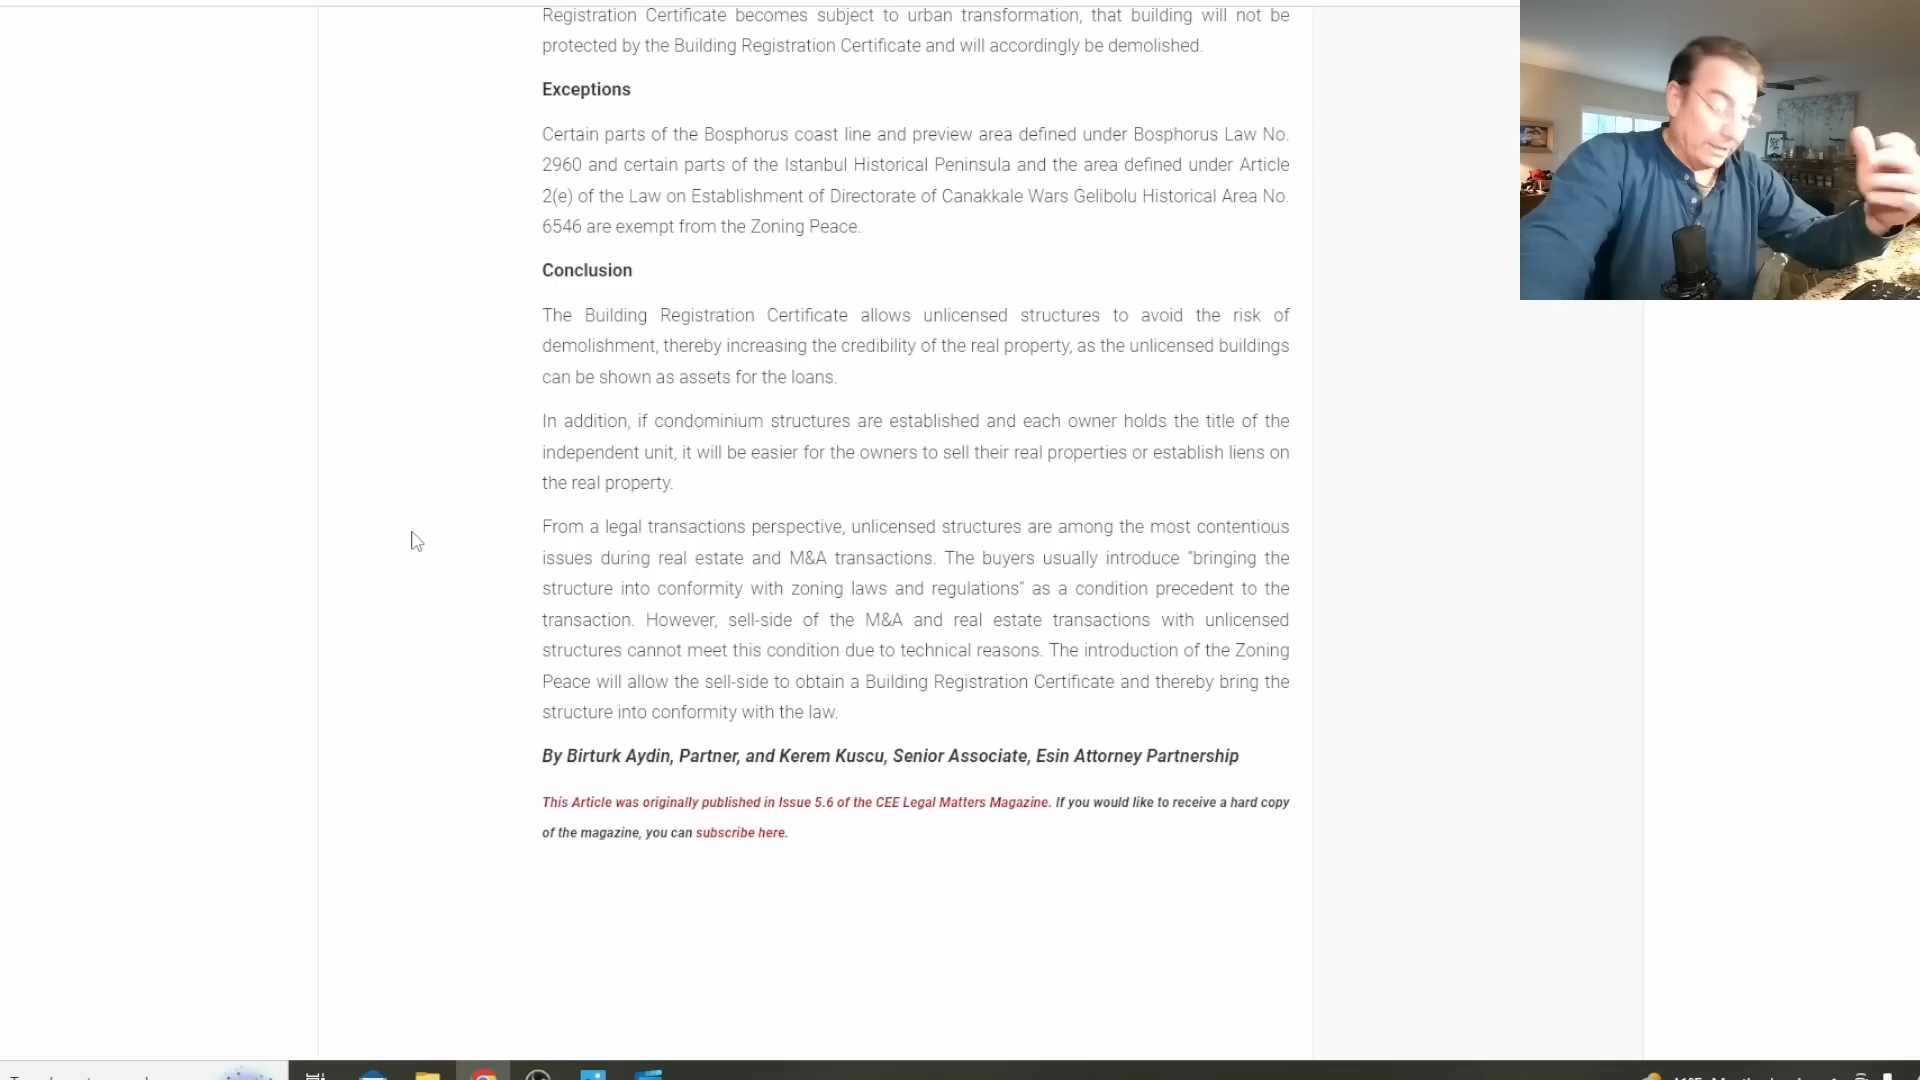 Registration Certificate becomes subject to urban transformation, that building will not be
protected by the Building Registration Certificate and will accordingly be demolished.
Exceptions
Certain parts of the Bosphorus coast line and preview area defined under Bosphorus Law No.
2960 and certain parts of the Istanbul Historical Peninsula and the area defined under Article
2(e) of the Law on Establishment of Directorate of Canakkale Wars Gelibolu Historical Area No.
6546 are exempt from the Zoning Peace.
Conclusion
The Building Registration Certificate allows unlicensed structures to avoid the risk of
demolishment, thereby increasing the credibility of the real property, as the unlicensed buildings
can be shown as assets for the loans.
In addition, if condominium structures are established and each owner holds the title of the
independent unit, it will be easier for the owners to sell their real properties or establish liens on
the real property.
From a legal transactions perspective, unlicensed structures are among the most contentious
issues during real estate and M&A transactions. The buyers usually introduce “bringing the
structure into conformity with zoning laws and regulations” as a condition precedent to the
transaction. However, sell-side of the M&A and real estate transactions with unlicensed
structures cannot meet this condition due to technical reasons. The introduction of the Zoning
Peace will allow the sell-side to obtain a Building Registration Certificate and thereby bring the
structure into conformity with the law.
By Birturk Aydin, Partner, and Kerem Kuscu, Senior Associate, Esin Attorney Partnership
This Article was originally published in Issue 5.6 of the CEE Legal Matters Magazine. If you would like to receive a hard copy
of the magazine, you can subscribe here.